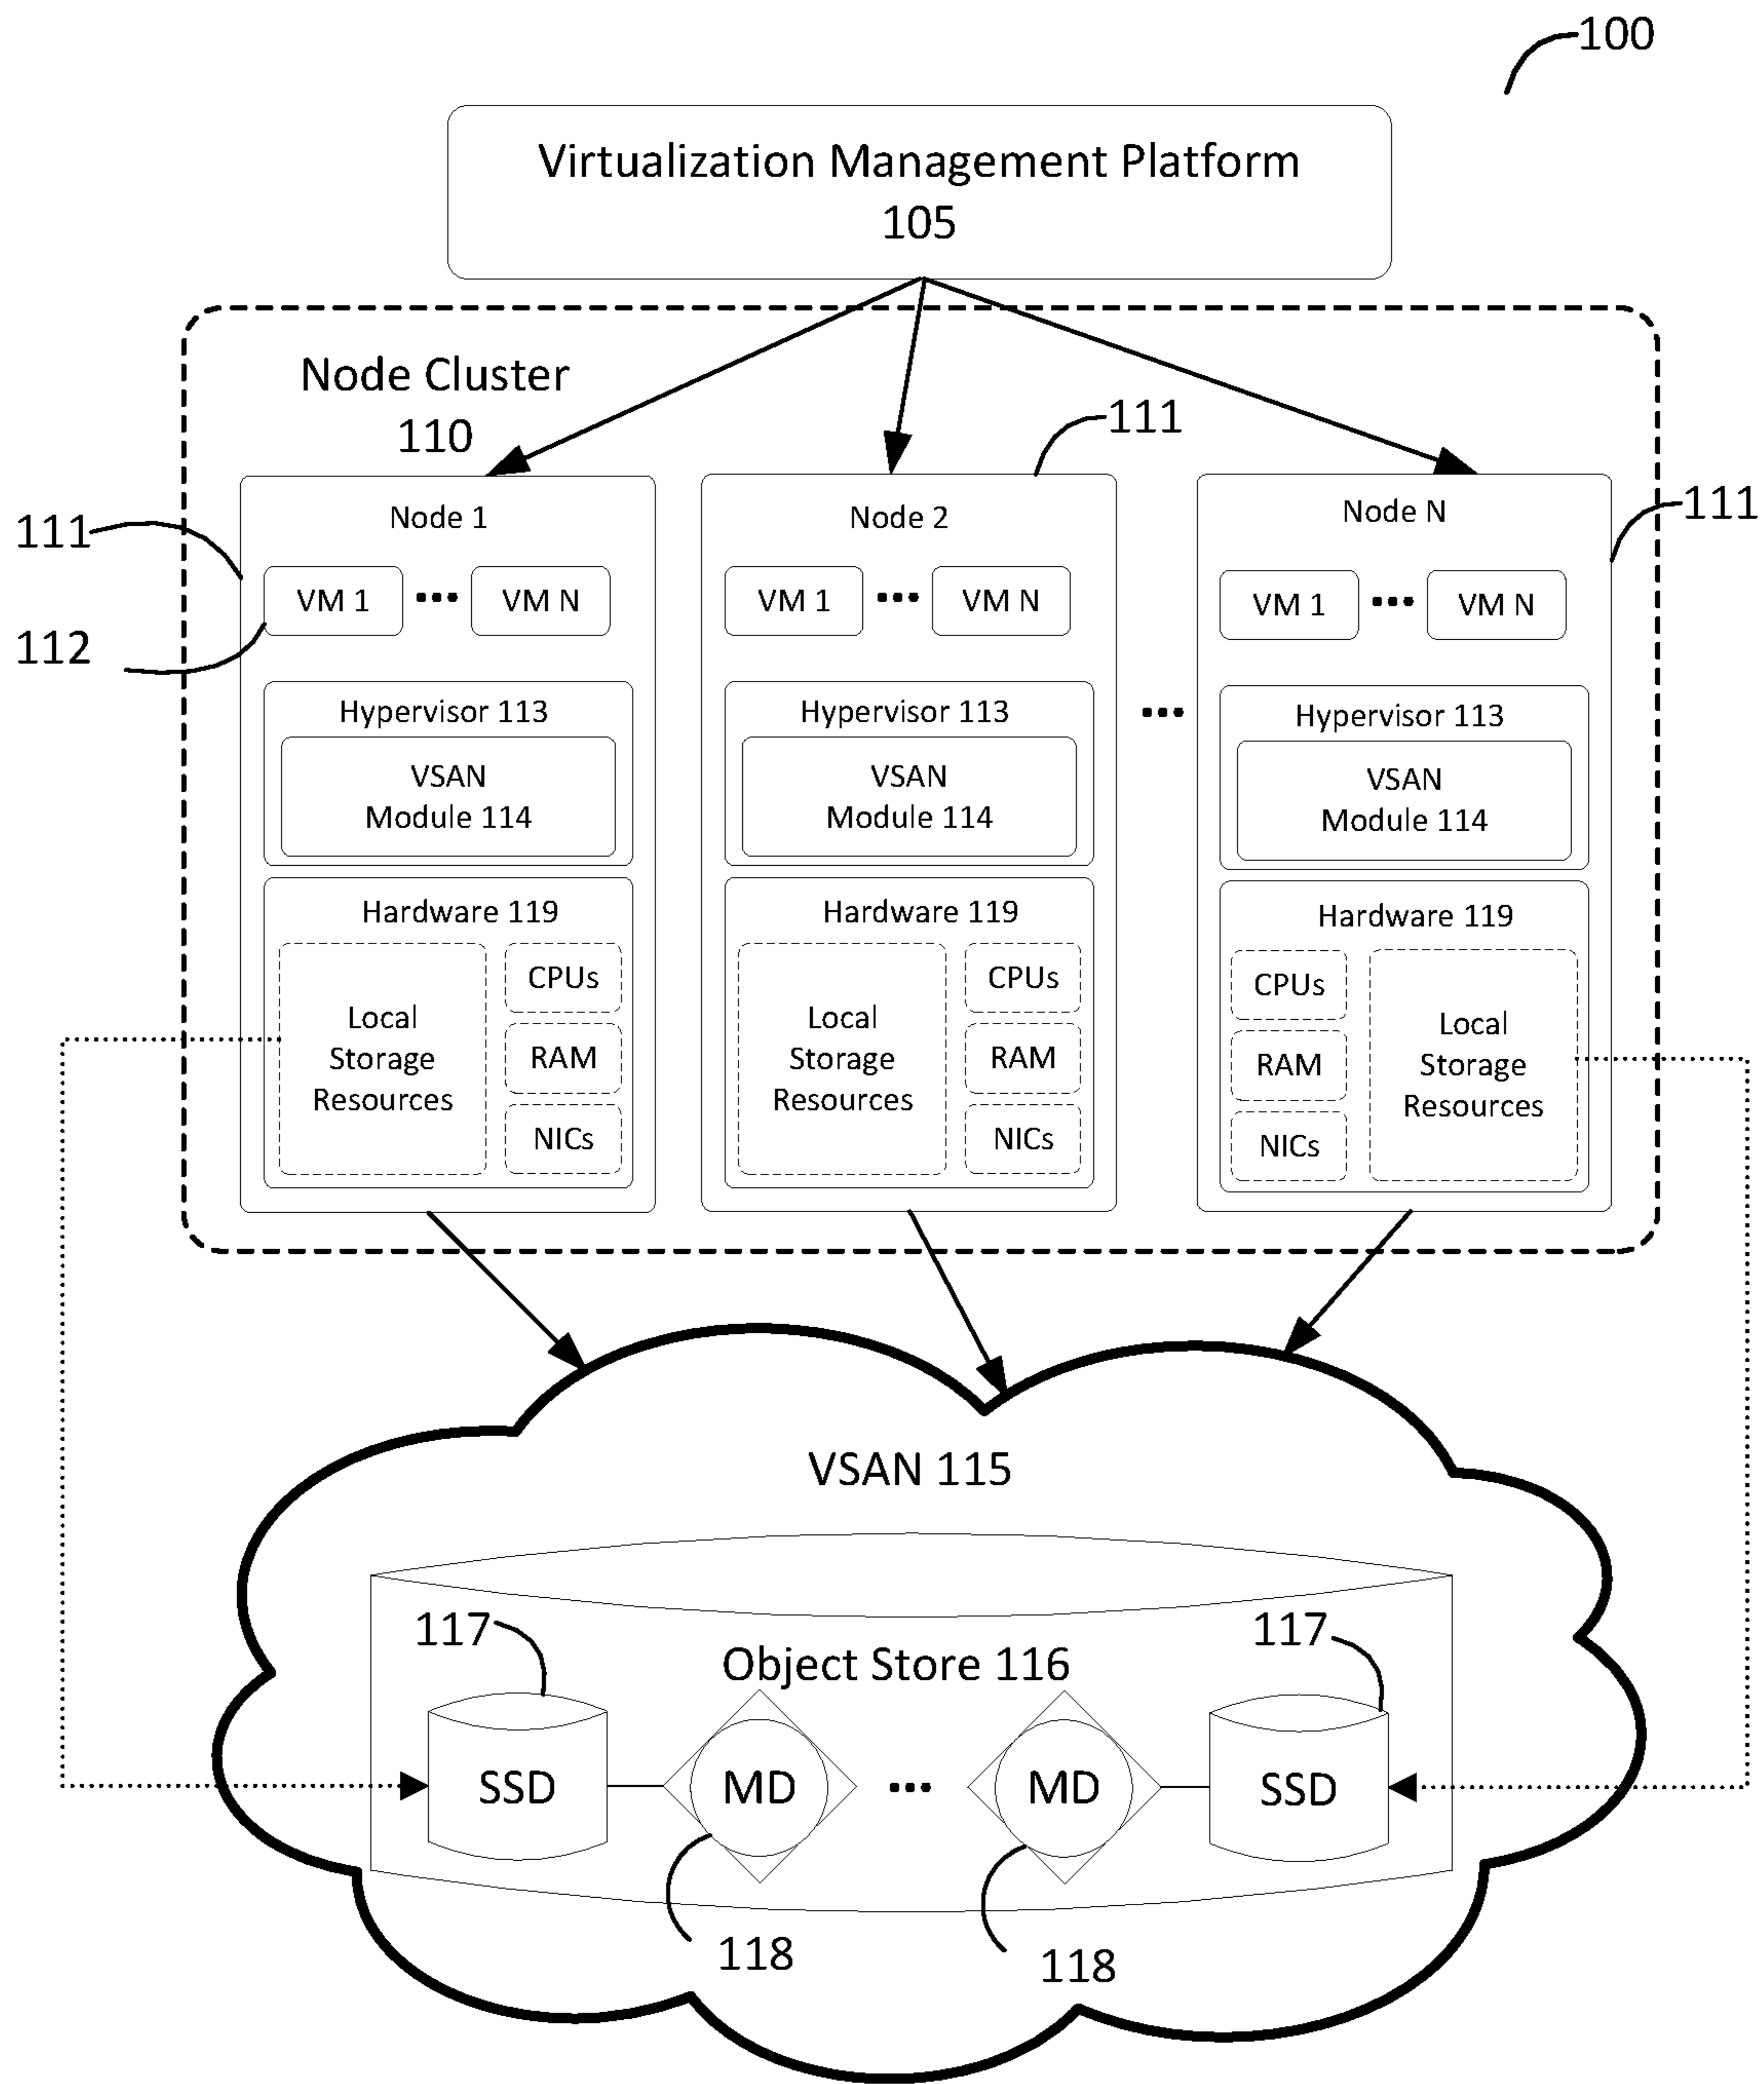 100
Virtualization Management Platform
105
Node Cluster
110
111
111
111
112
Node 1
VM 1
...
VM N
Hypervisor 113
VSAN
Module 114
Hardware 119
Local
Storage
Resources
CPUs
RAM
NICs
Node 2
VM 1
...
VM N
Hypervisor 113
VSAN
Module 114
Hardware 119
Local
Storage
Resources
CPUs
RAM
NICs
...
Node N
VM 1
...
VM N
Hypervisor 113
VSAN
Module 114
Hardware 119
CPUs
RAM
NICs
Local
Storage
Resources
VSAN 115
117
117
Object Store 116
SSD
MD
...
MD
SSD
118
118